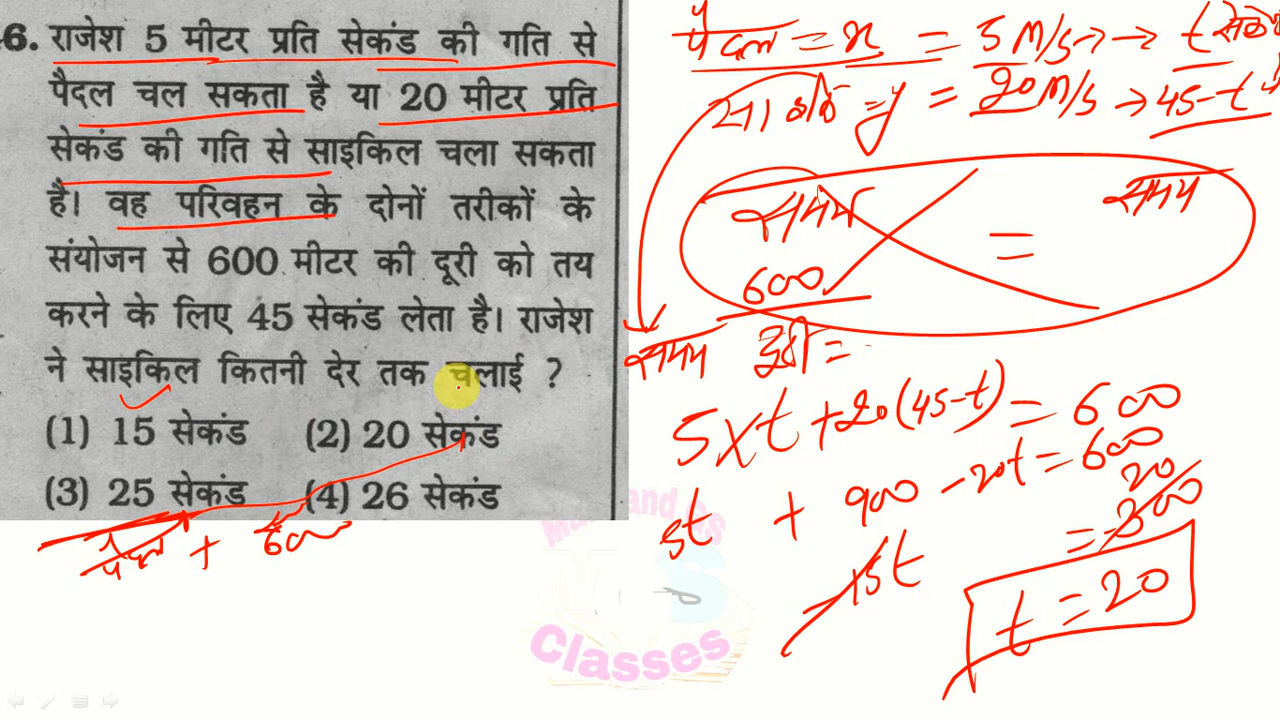 6. राजेश 5 मीटर प्रति सेकंड की गति से
पैदल चल सकता है या 20 मीटर प्रति
सेकंड की गति से साइकिल चला सकता
है। वह परिवहन के दोनों तरीकों के
संयोजन से 600 मीटर की दूरी को तय
करने के लिए 45 सेकंड लेता है। राजेश
ने साइकिल कितनी देर तक चलाई ?
(1) 15 सेकंड (2) 20 सेकंड
(3) 25 सेकंड (4) 26 सेकंड
पैदल + 600
पैदल = x = 5 M/S → t
= y = 20 M/S → 45-t
समय = समय
600
समय दूरी =
5xt + 20(45-t) = 600
5t + 900 - 20t = 600
-15t = -300
20
t = 20
Classes